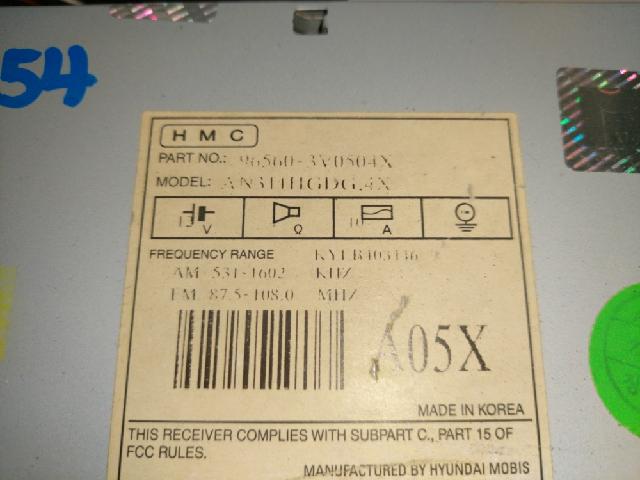 54
HMC
PART NO.: 96560-3V0504X
MODEL:
V Ω A
FREQUENCY RANGE
AM 531-1602 KHZ
FM 87.5-108.0 MHZ
A05X
MADE IN KOREA
THIS RECEIVER COMPLIES WITH SUBPART C., PART 15 OF
FCC RULES.
MANUFACTURED BY HYUNDAI MOBIS